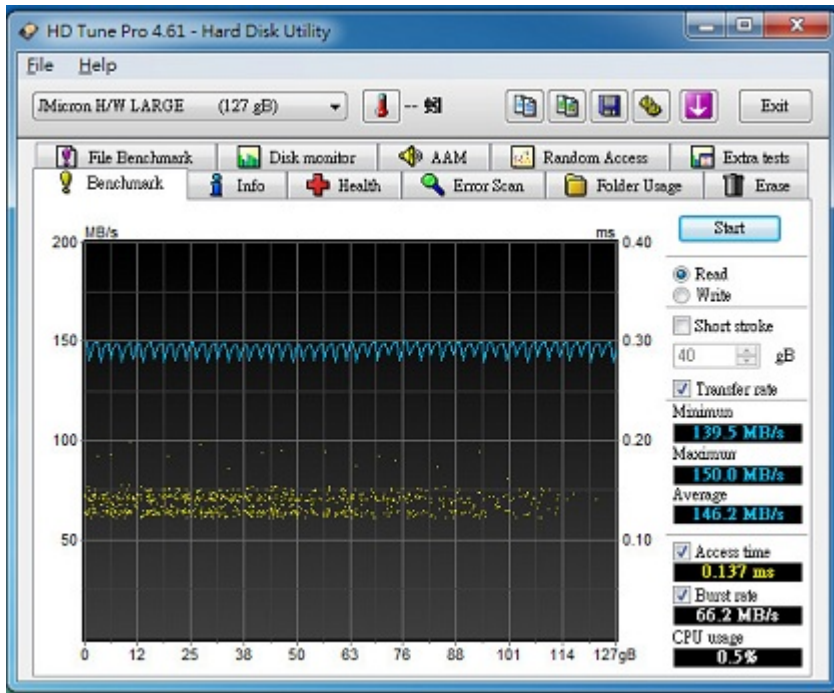 HD Tune Pro 4.61 - Hard Disk Utility
File Help
JMicron H/W LARGE (127 gB)
-- 蚓
Exit
File Benchmark Disk monitor AAM Random Access Extra tests
Benchmark Info Health Error Scan Folder Usage Erase
Start
MB/s ms
200 0.40
Read
Write
150 0.30
Short stroke
40 gB
Transfer rate
Minimum
139.5 MB/s
100 0.20
Maximum
150.0 MB/s
Average
146.2 MB/s
50 0.10
Access time
0.137 ms
Burst rate
66.2 MB/s
CPU usage
0.5%
0 12 25 38 50 63 76 88 101 114 127gB